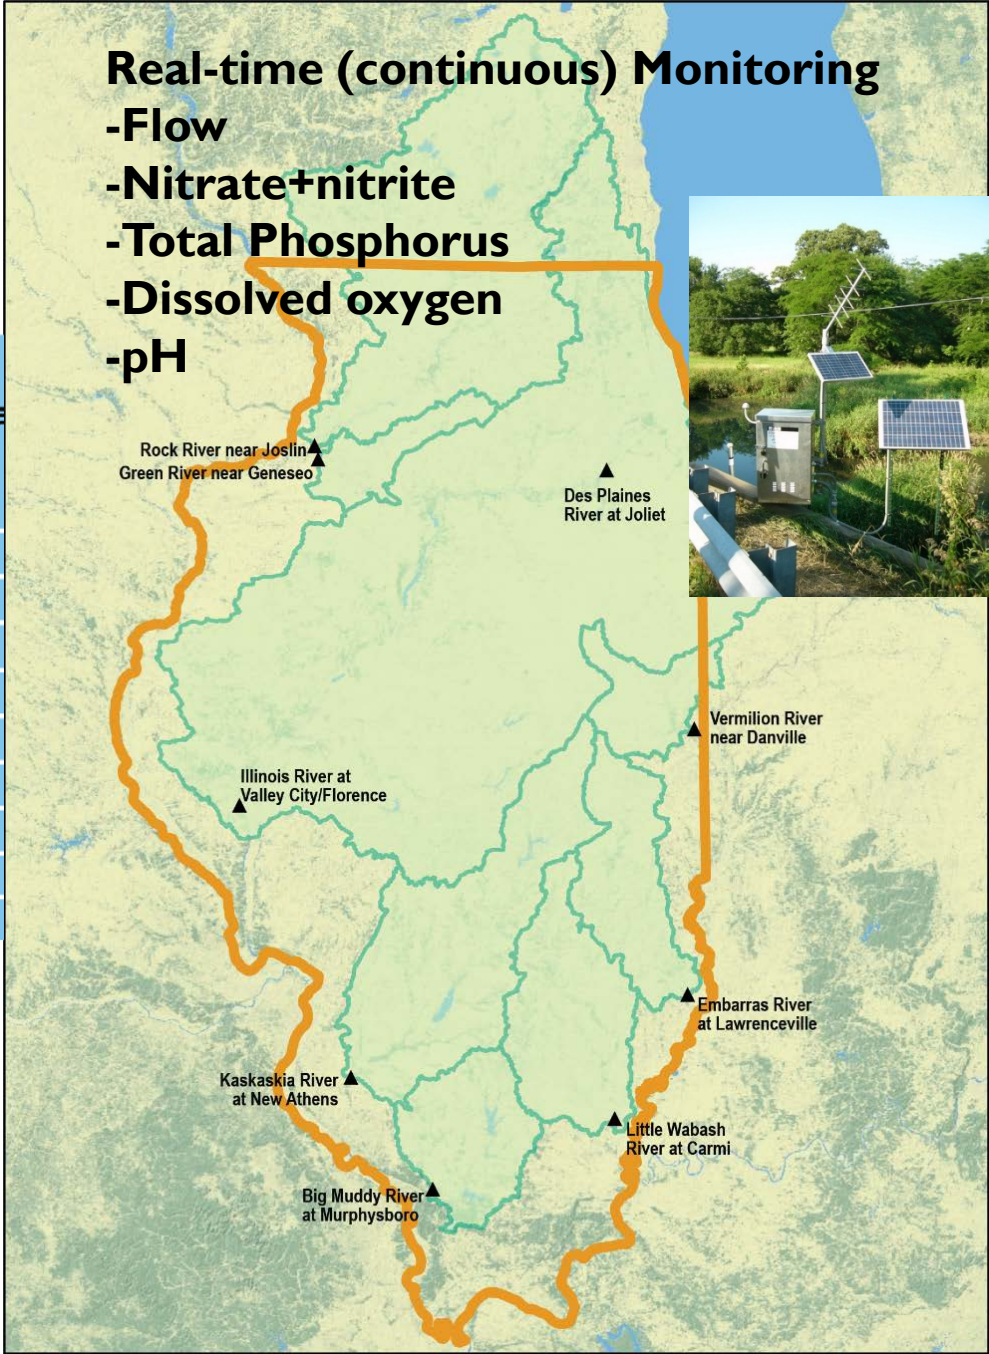 Real-time (continuous) Monitoring
-Flow
-Nitrate+nitrite
-Total Phosphorus
-Dissolved oxygen
-pH
Rock River near Joslin
Green River near Geneseo
Des Plaines
River at Joliet
Vermilion River
near Danville
Illinois River at
Valley City/Florence
Embarras River
at Lawrenceville
Kaskaskia River
at New Athens
Little Wabash
River at Carmi
Big Muddy River
at Murphysboro